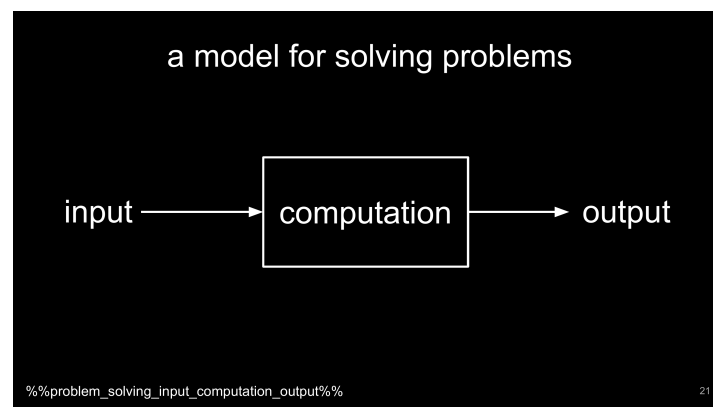 a model for solving problems
input
computation
output
%%problem_solving_input_computation_output%%
21